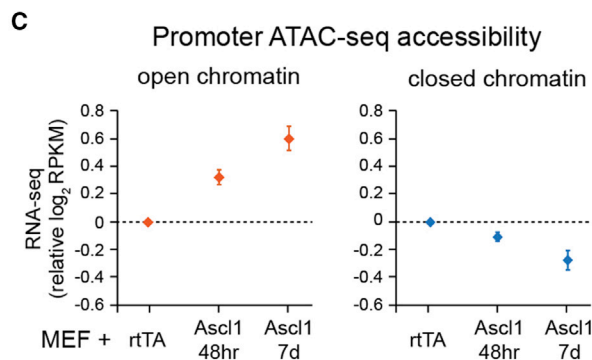 C
Promoter ATAC-seq accessibility
open chromatin
closed chromatin
RNA-seq
(relative log2 RPKM)
0.8
0.6
0.4
0.2
0
-0.2
-0.4
-0.6
0.8
0.6
0.4
0.2
0
-0.2
-0.4
-0.6
MEF + rtTA Ascl1 48hr Ascl1 7d
rtTA Ascl1 48hr Ascl1 7d